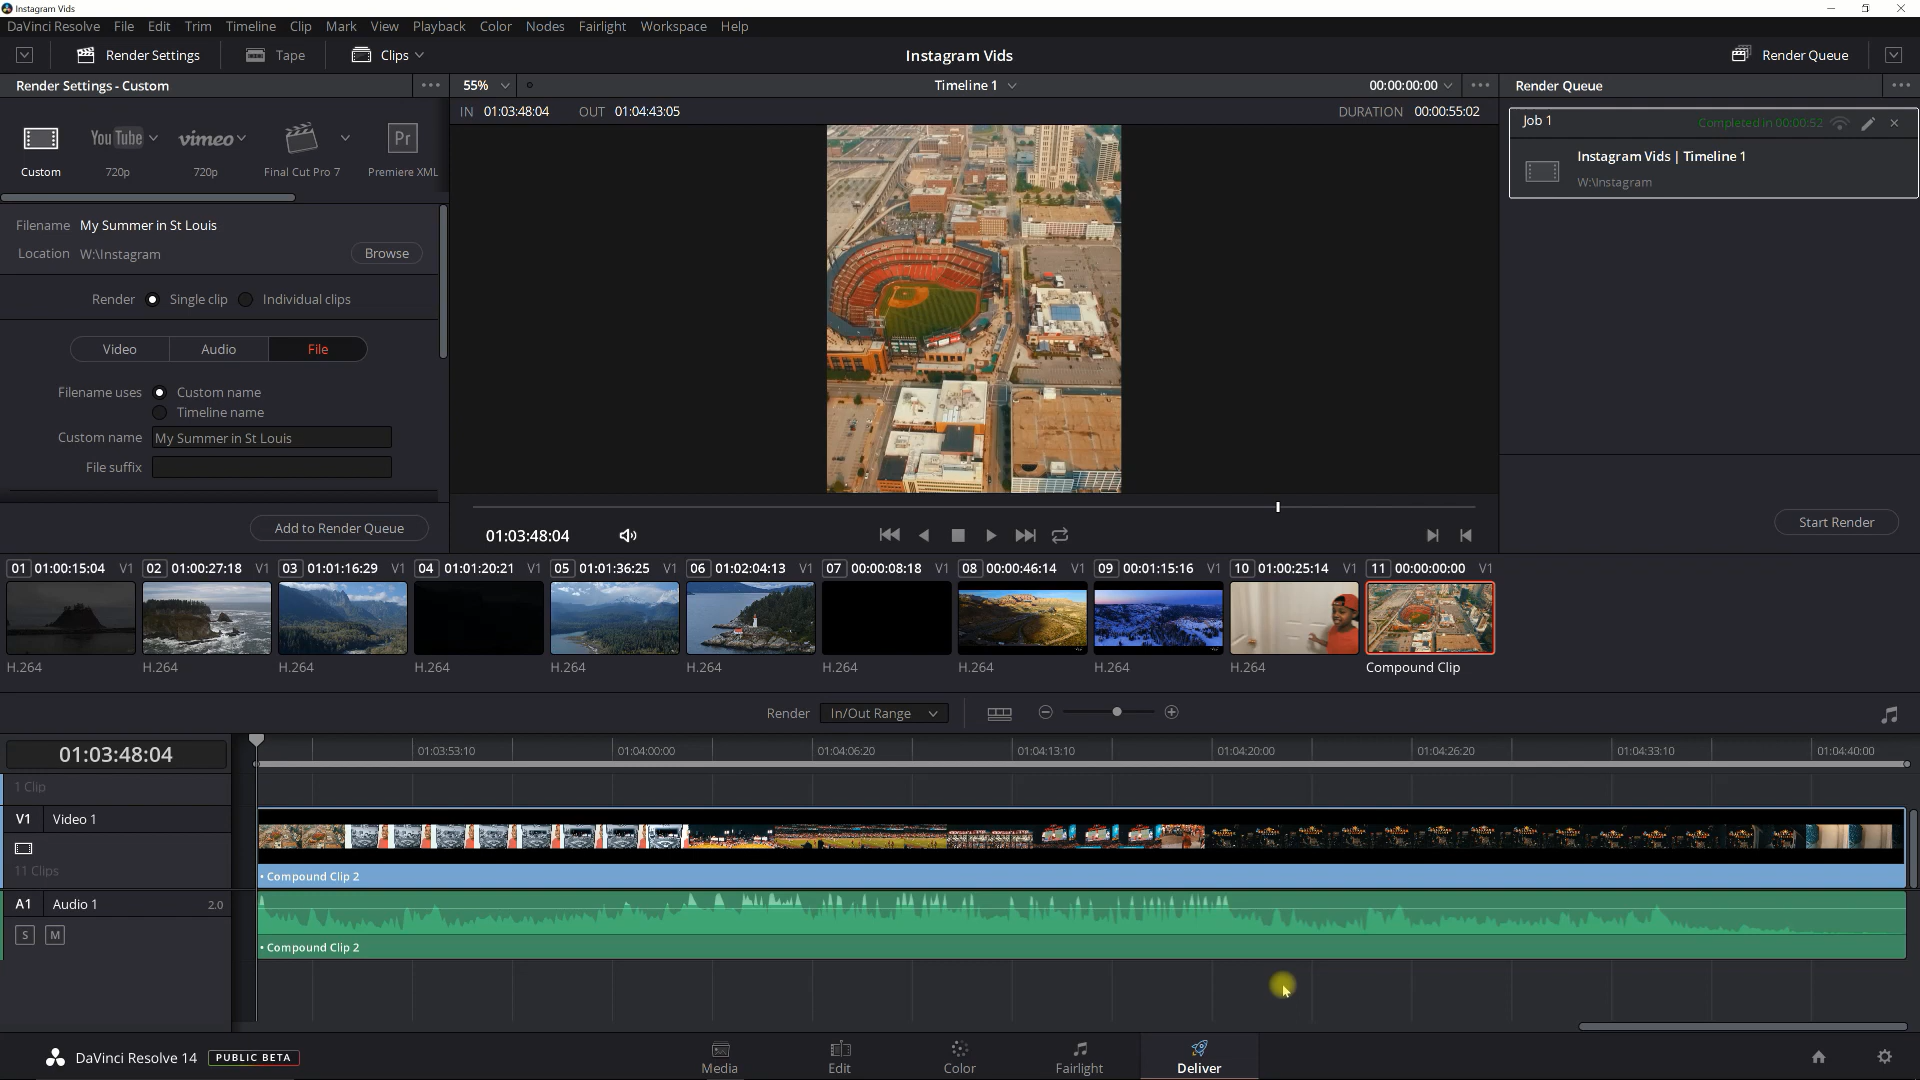 Instagram Vids
DaVinci Resolve File Edit Trim Timeline Clip Mark View Playback Color Nodes Fairlight Workspace Help
Render Settings Tape Clips Instagram Vids Render Queue
Render Settings - Custom 55% Timeline 1 00:00:00:00 Render Queue
IN 01:03:48:04 OUT 01:04:43:05 DURATION 00:00:55:02
Job 1 Completed in 00:00:52
Instagram Vids | Timeline 1
W:\Instagram
YouTube vimeo Pr
Custom 720p 720p Final Cut Pro 7 Premiere XML
Filename My Summer in St Louis
Location W:\Instagram Browse
Render Single clip Individual clips
Video Audio File
Filename uses Custom name
Timeline name
Custom name My Summer in St Louis
File suffix
Add to Render Queue
Start Render
01:03:48:04
01 01:00:15:04 V1 02 01:00:27:18 V1 03 01:01:16:29 V1 04 01:01:20:21 V1 05 01:01:36:25 V1 06 01:02:04:13 V1 07 00:00:08:18 V1 08 00:00:46:14 V1 09 00:01:15:16 V1 10 01:00:25:14 V1 11 00:00:00:00 V1
H.264 H.264 H.264 H.264 H.264 H.264 H.264 H.264 H.264 H.264 Compound Clip
Render In/Out Range
01:03:48:04 01:03:53:10 01:04:00:00 01:04:06:20 01:04:13:10 01:04:20:00 01:04:26:20 01:04:33:10 01:04:40:00
1 Clip
V1 Video 1
11 Clips
• Compound Clip 2
A1 Audio 1 2.0
S M
• Compound Clip 2
DaVinci Resolve 14 PUBLIC BETA
Media Edit Color Fairlight Deliver